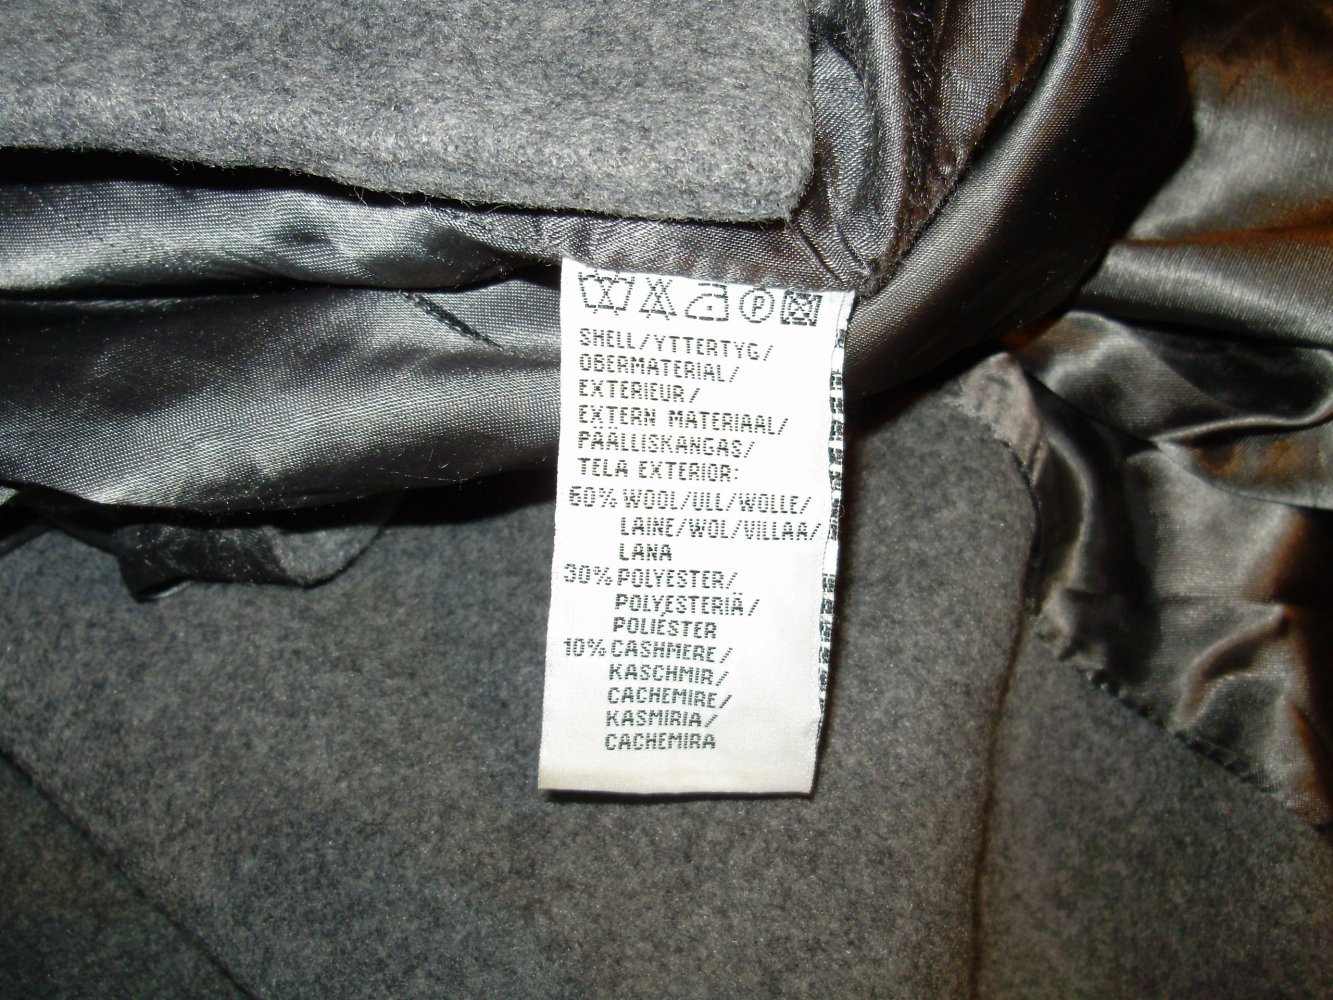 SHELL/YTTERTYG/
OBERMATERIAL/
EXTERIEUR/
EXTERN MATERIAAL/
PÄÄLLISKANGAS/
TELA EXTERIOR:
60% WOOL/ULL/WOLLE/
LAINE/WOL/VILLAA/
LANA
30% POLYESTER/
POLYESTERIÄ/
POLIÉSTER
10% CASHMERE/
KASCHMIR/
CACHEMIRE/
KASMIRIA/
CACHEMIRA